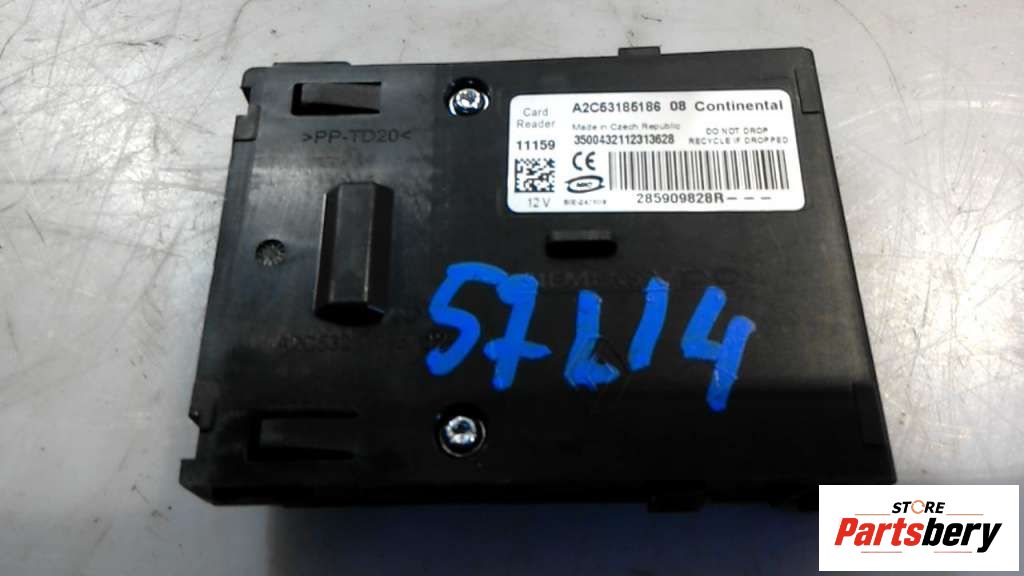 >PP-TD20<
Card Reader
A2C53185186 08 Continental
Made in Czech Republic
DO NOT DROP
11159
3500432112313628
RECYCLE IF DROPPED
CE
12V
285909828R---
57L14
STORE
Partsbery